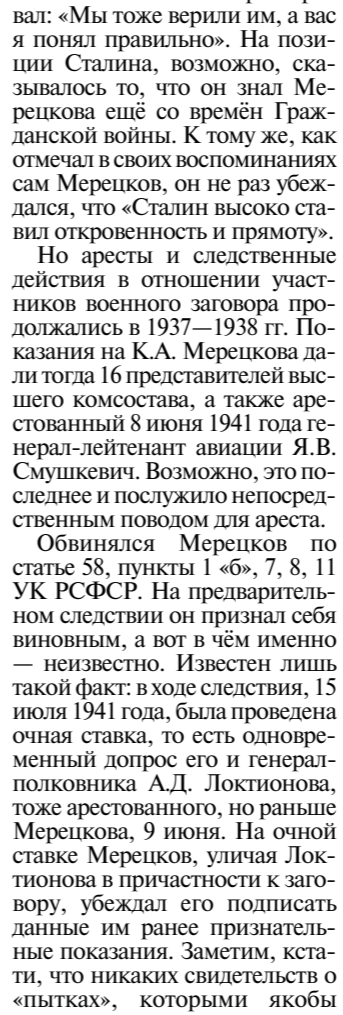 вал: «Мы тоже верили им, а вас
я понял правильно». На пози-
ции Сталина, возможно, ска-
зывалось то, что он знал Ме-
рецкова ещё со времён Граж-
данской войны. К тому же, как
отмечал в своих воспоминаниях
сам Мерецков, он не раз убеж-
дался, что «Сталин высоко ста-
вил откровенность и прямоту».
Но аресты и следственные
действия в отношении участ-
ников военного заговора про-
должались в 1937—1938 гг. По-
казания на К.А. Мерецкова да-
ли тогда 16 представителей выс-
шего комсостава, а также аре-
стованный 8 июня 1941 года ге-
нерал-лейтенант авиации Я.В.
Смушкевич. Возможно, это по-
следнее и послужило непосред-
ственным поводом для ареста.
Обвинялся Мерецков по
статье 58, пункты 1 «б», 7, 8, 11
УК РСФСР. На предваритель-
ном следствии он признал себя
виновным, а вот в чём именно
— неизвестно. Известен лишь
такой факт: в ходе следствия, 15
июля 1941 года, была проведена
очная ставка, то есть одновре-
менный допрос его и генерал-
полковника А.Д. Локтионова,
тоже арестованного, но раньше
Мерецкова, 9 июня. На очной
ставке Мерецков, уличая Лок-
тионова в причастности к заго-
вору, убеждал его подписать
данные им ранее признатель-
ные показания. Заметим, кста-
ти, что никаких свидетельств о
«пытках», которыми якобы